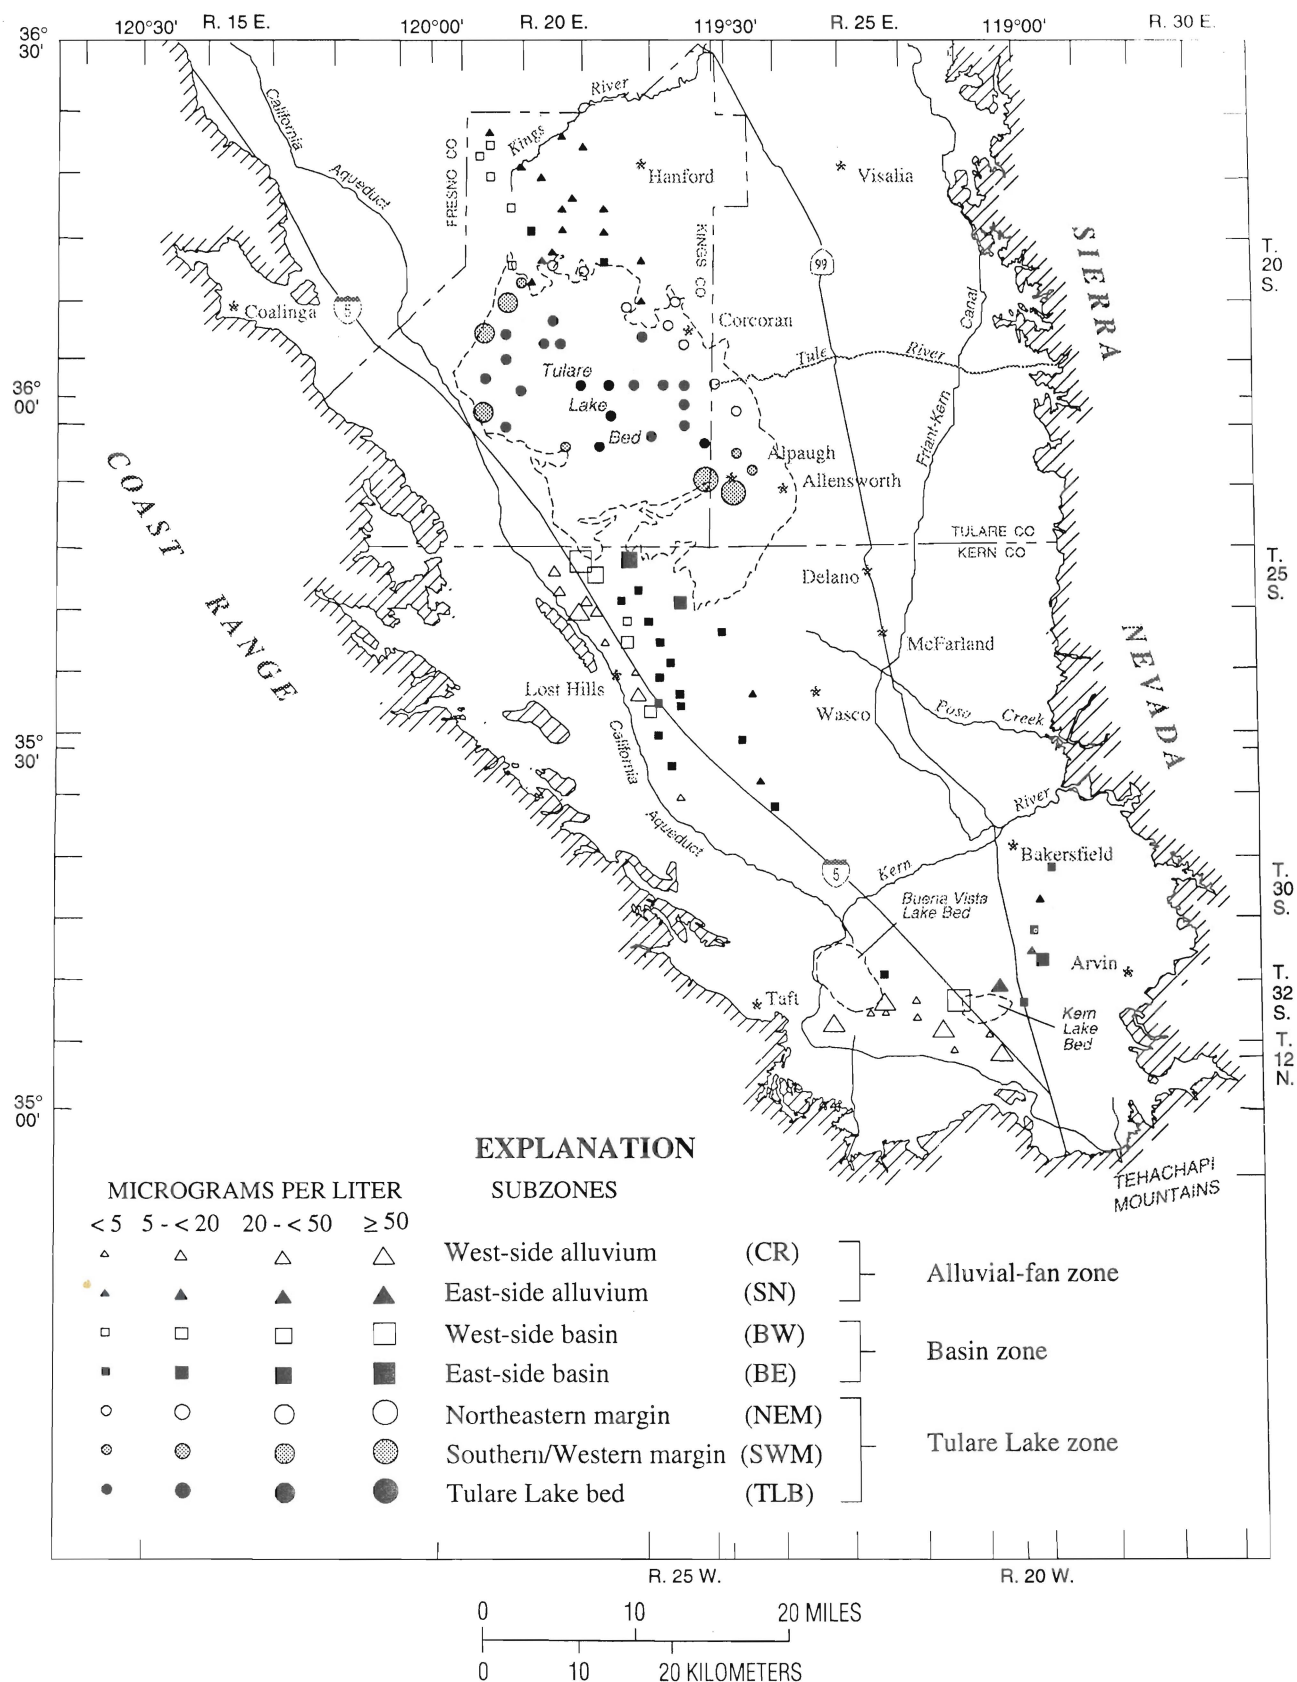 120°30' R. 15 E. 120°00' R. 20 E. 119°30' R. 25 E. 119°00' R. 30 E.
36°
30'
River
California
Kings
FRESNO CO
Aqueduct
Hanford
Visalia
KINGS CO
SIERRA
T.
20
S.
99
Coalinga
5
Canal
Corcoran
Tule River
Tulare
Lake
Bed
36°
00'
Friant-Kern
Alpaugh
Allensworth
COAST RANGE
TULARE CO
KERN CO
T.
25
S.
Delano
McFarland
NEVADA
Lost Hills
Wasco
Poso Creek
35°
30'
California
Aqueduct
River
Bakersfield
5
Kern
T.
30
S.
Buena Vista
Lake Bed
Arvin
T.
32
S.
Taft
Kern
Lake
Bed
T.
12
N.
35°
00'
TEHACHAPI
MOUNTAINS
EXPLANATION
MICROGRAMS PER LITER SUBZONES
< 5 5 - < 20 20 - < 50 ≥ 50
West-side alluvium (CR)
East-side alluvium (SN)
Alluvial-fan zone
West-side basin (BW)
East-side basin (BE)
Basin zone
Northeastern margin (NEM)
Southern/Western margin (SWM)
Tulare Lake bed (TLB)
Tulare Lake zone
R. 25 W. R. 20 W.
0 10 20 MILES
0 10 20 KILOMETERS